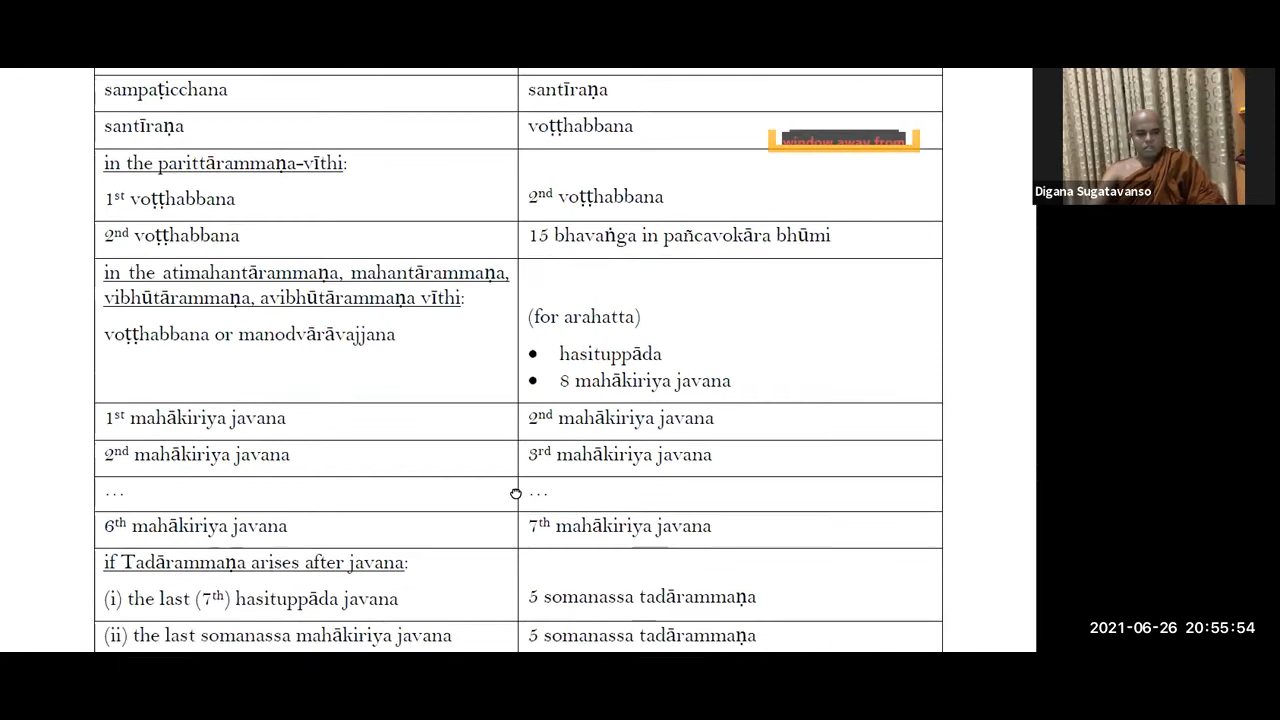 sampaṭicchana
santīraṇa
santīraṇa
voṭṭhabbana
window away from
in the parittārammaṇa-vīthi:
1st voṭṭhabbana
2nd voṭṭhabbana
2nd voṭṭhabbana
15 bhavaṅga in pañcavokāra bhūmi
in the atimahantārammaṇa, mahantārammaṇa,
vibhūtārammaṇa, avibhūtārammaṇa vīthi:
voṭṭhabbana or manodvārāvajjana
(for arahatta)
• hasituppāda
• 8 mahākiriya javana
1st mahākiriya javana
2nd mahākiriya javana
2nd mahākiriya javana
3rd mahākiriya javana
…
…
6th mahākiriya javana
7th mahākiriya javana
if Tadārammaṇa arises after javana:
(i) the last (7th) hasituppāda javana
5 somanassa tadārammaṇa
(ii) the last somanassa mahākiriya javana
5 somanassa tadārammaṇa
Digana Sugatavanso
2021-06-26 20:55:54